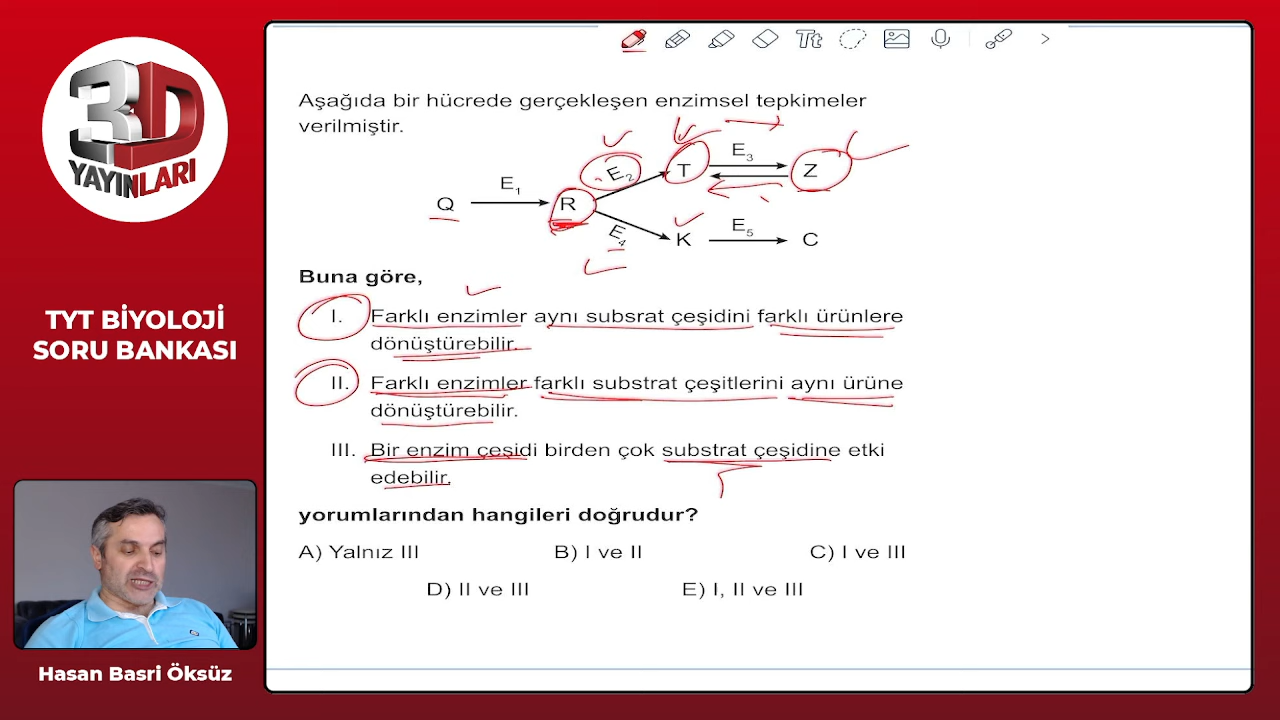 3D
YAYINLARI
TYT BİYOLOJİ
SORU BANKASI
Hasan Basri Öksüz
Tt
Aşağıda bir hücrede gerçekleşen enzimsel tepkimeler
verilmiştir.
Q E1 R E2 T E3 Z
E4 K E5 C
Buna göre,
I. Farklı enzimler aynı subsrat çeşidini farklı ürünlere
dönüştürebilir.
II. Farklı enzimler farklı substrat çeşitlerini aynı ürüne
dönüştürebilir.
III. Bir enzim çeşidi birden çok substrat çeşidine etki
edebilir.
yorumlarından hangileri doğrudur?
A) Yalnız III B) I ve II C) I ve III
D) II ve III E) I, II ve III